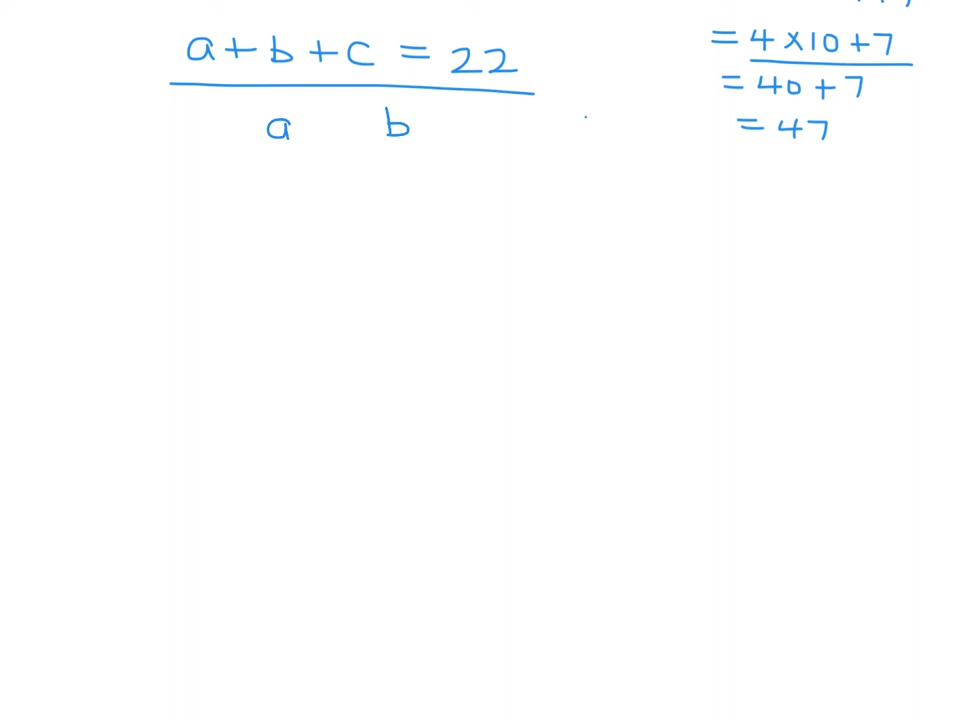 a + b + c = 22
a b
= 4 × 10 + 7
= 40 + 7
= 47